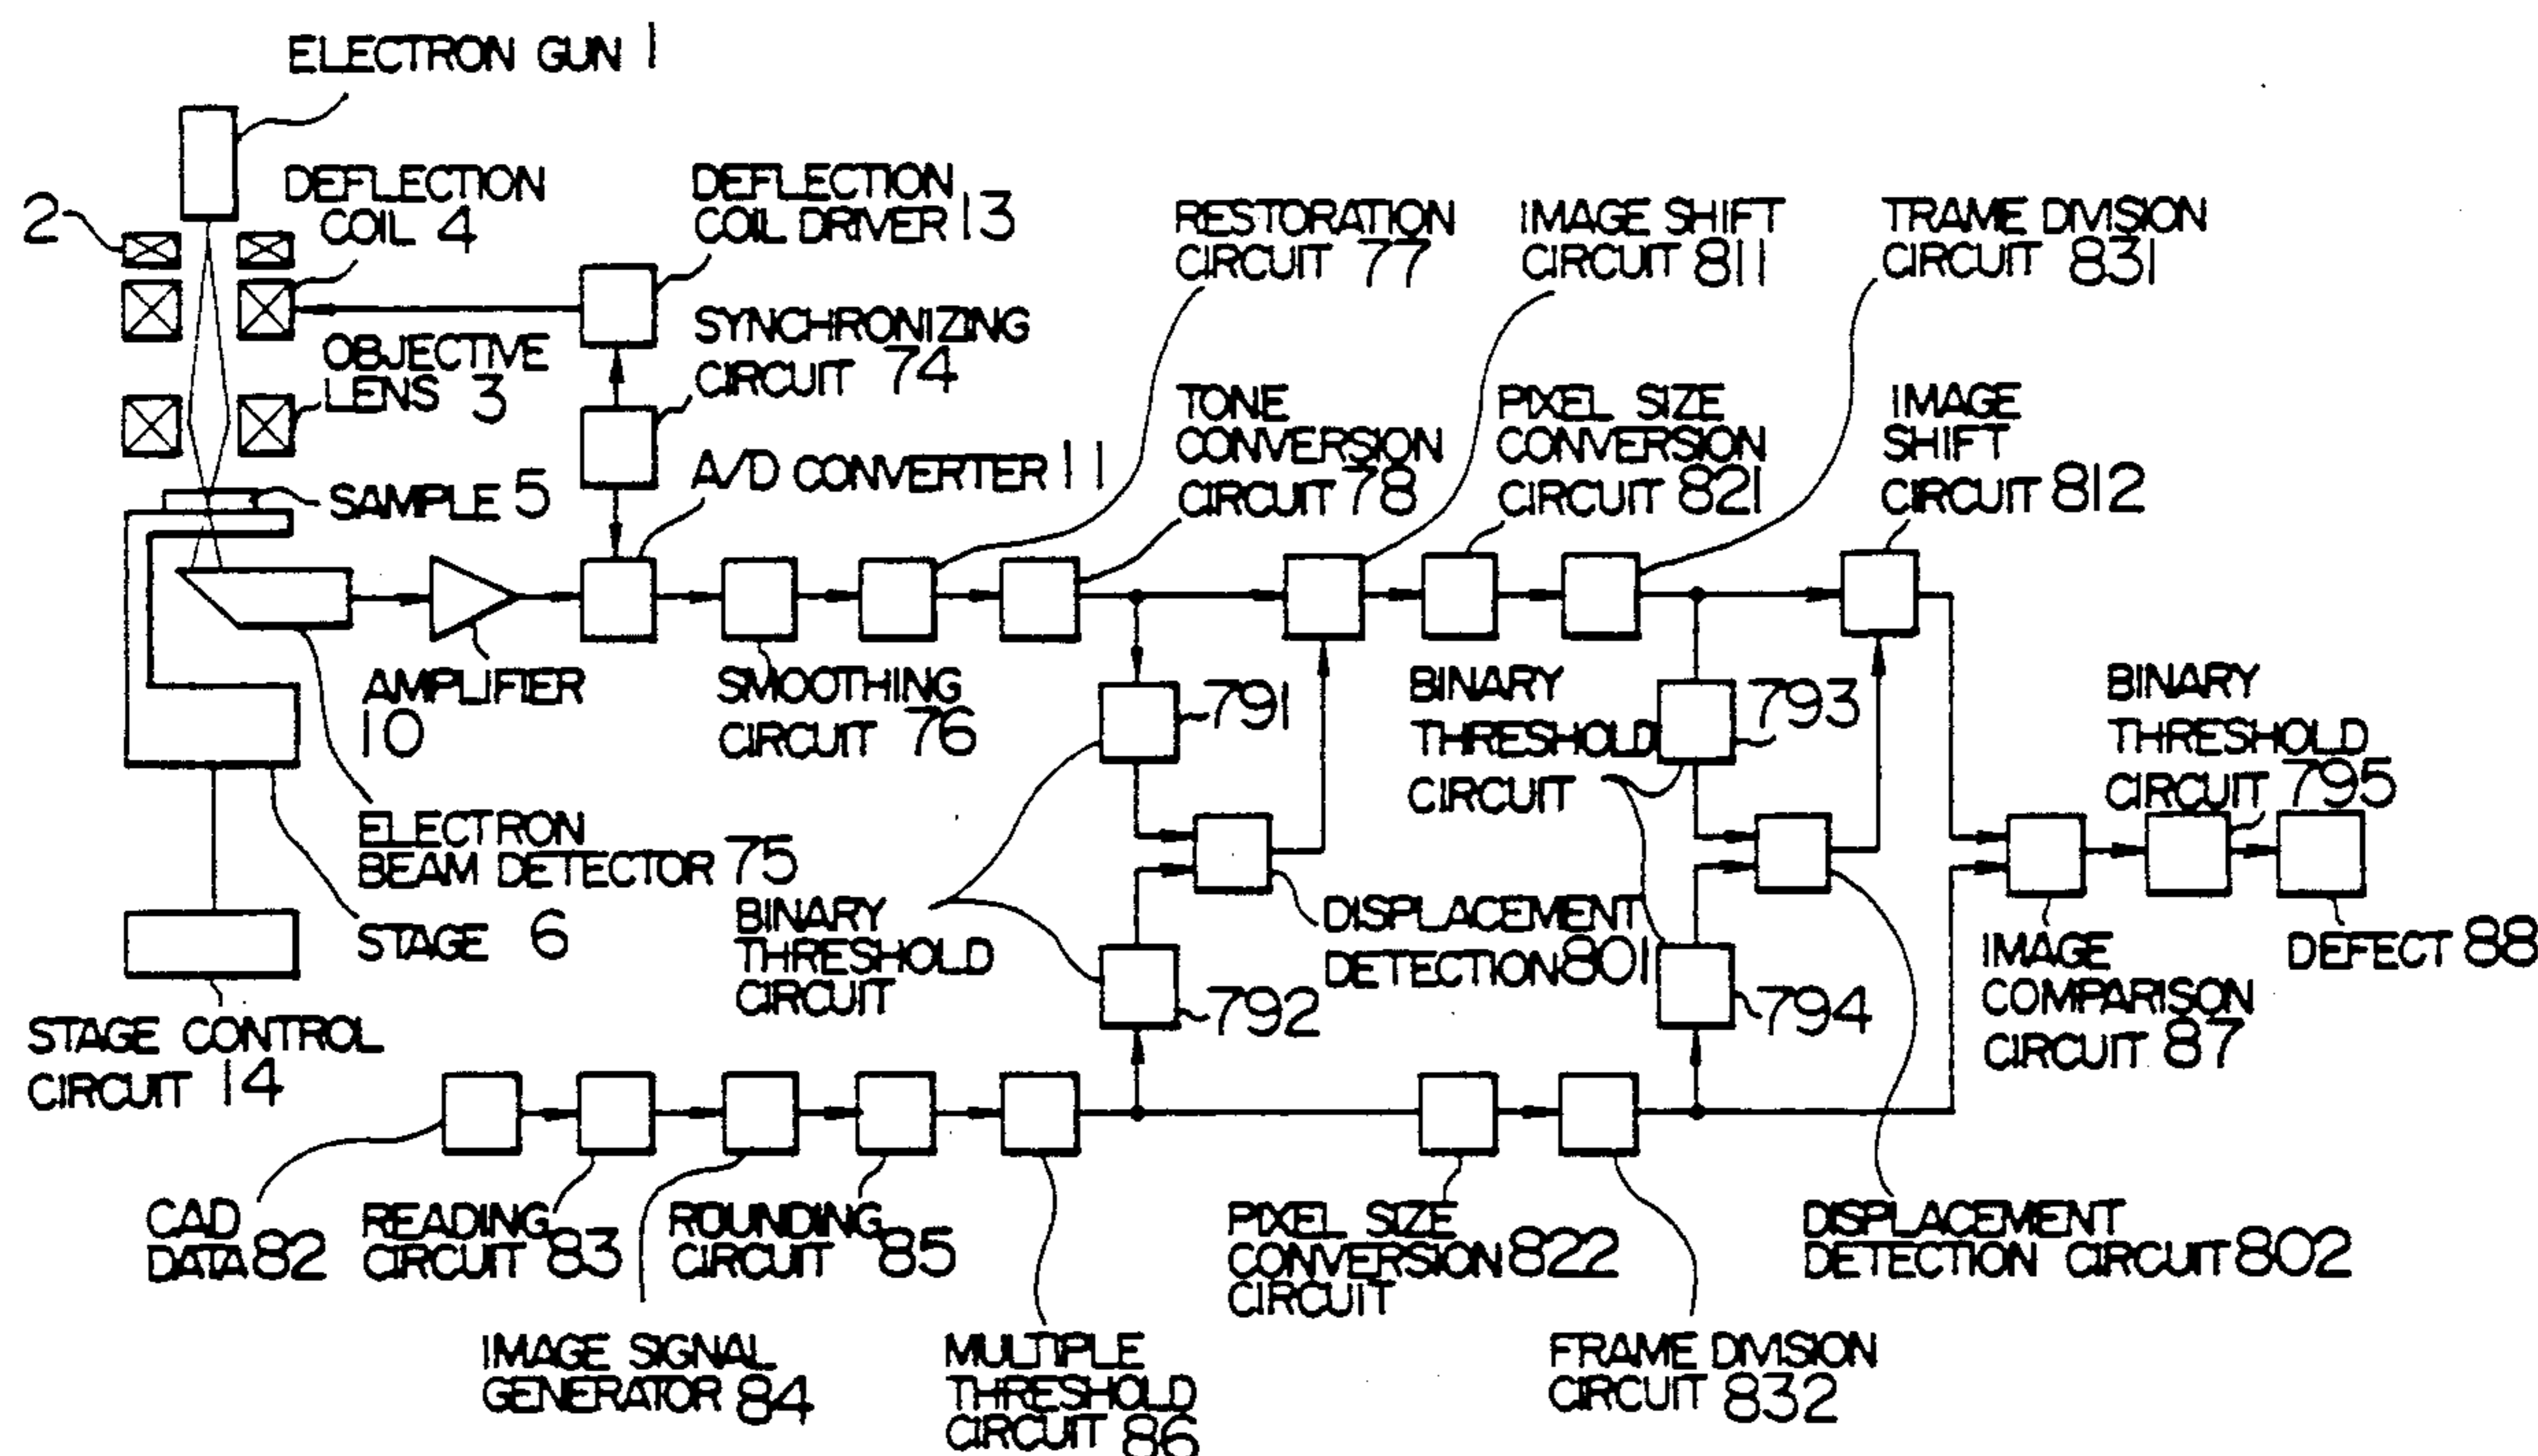 ELECTRON GUN 1
2
DEFLECTION
COIL 4
DEFLECTION
COIL DRIVER 13
RESTORATION
CIRCUIT 77
IMAGE SHIFT
CIRCUIT 811
TRAME DIVISION
CIRCUIT 831
OBJECTIVE
LENS 3
SYNCHRONIZING
CIRCUIT 74
TONE
CONVERSION
CIRCUIT 78
PIXEL SIZE
CONVERSION
CIRCUIT 821
IMAGE
SHIFT
CIRCUIT 812
SAMPLE 5
A/D CONVERTER 11
AMPLIFIER
10
SMOOTHING
CIRCUIT 76
791
BINARY
THRESHOLD
CIRCUIT
793
BINARY
THRESHOLD
CIRCUIT 795
ELECTRON
BEAM DETECTOR 75
STAGE 6
BINARY
THRESHOLD
CIRCUIT
792
DISPLACEMENT
DETECTION 801
794
IMAGE
COMPARISON
CIRCUIT 87
DEFECT 88
STAGE CONTROL
CIRCUIT 14
CAD
DATA 82
READING
CIRCUIT 83
ROUNDING
CIRCUIT 85
PIXEL SIZE
CONVERSION 822
CIRCUIT
DISPLACEMENT
DETECTION CIRCUIT 802
IMAGE SIGNAL
GENERATOR 84
MULTIPLE
THRESHOLD
CIRCUIT 86
FRAME DIVISION
CIRCUIT 832